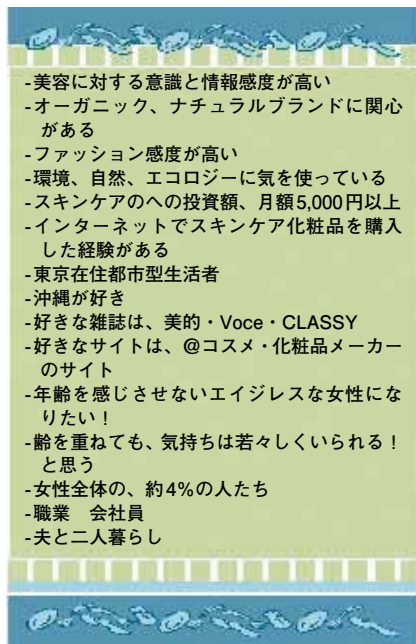 -美容に対する意識と情報感度が高い
-オーガニック、ナチュラルブランドに関心
がある
-ファッション感度が高い
-環境、自然、エコロジーに気を使っている
-スキンケアのへの投資額、月額5,000円以上
-インターネットでスキンケア化粧品を購入
した経験がある
-東京在住都市型生活者
-沖縄が好き
-好きな雑誌は、美的・Voce・CLASSY
-好きなサイトは、@コスメ・化粧品メーカー
のサイト
-年齢を感じさせないエイジレスな女性にな
りたい！
-齢を重ねても、気持ちは若々しくいられる！
と思う
-女性全体の、約4%の人たち
-職業　会社員
-夫と二人暮らし